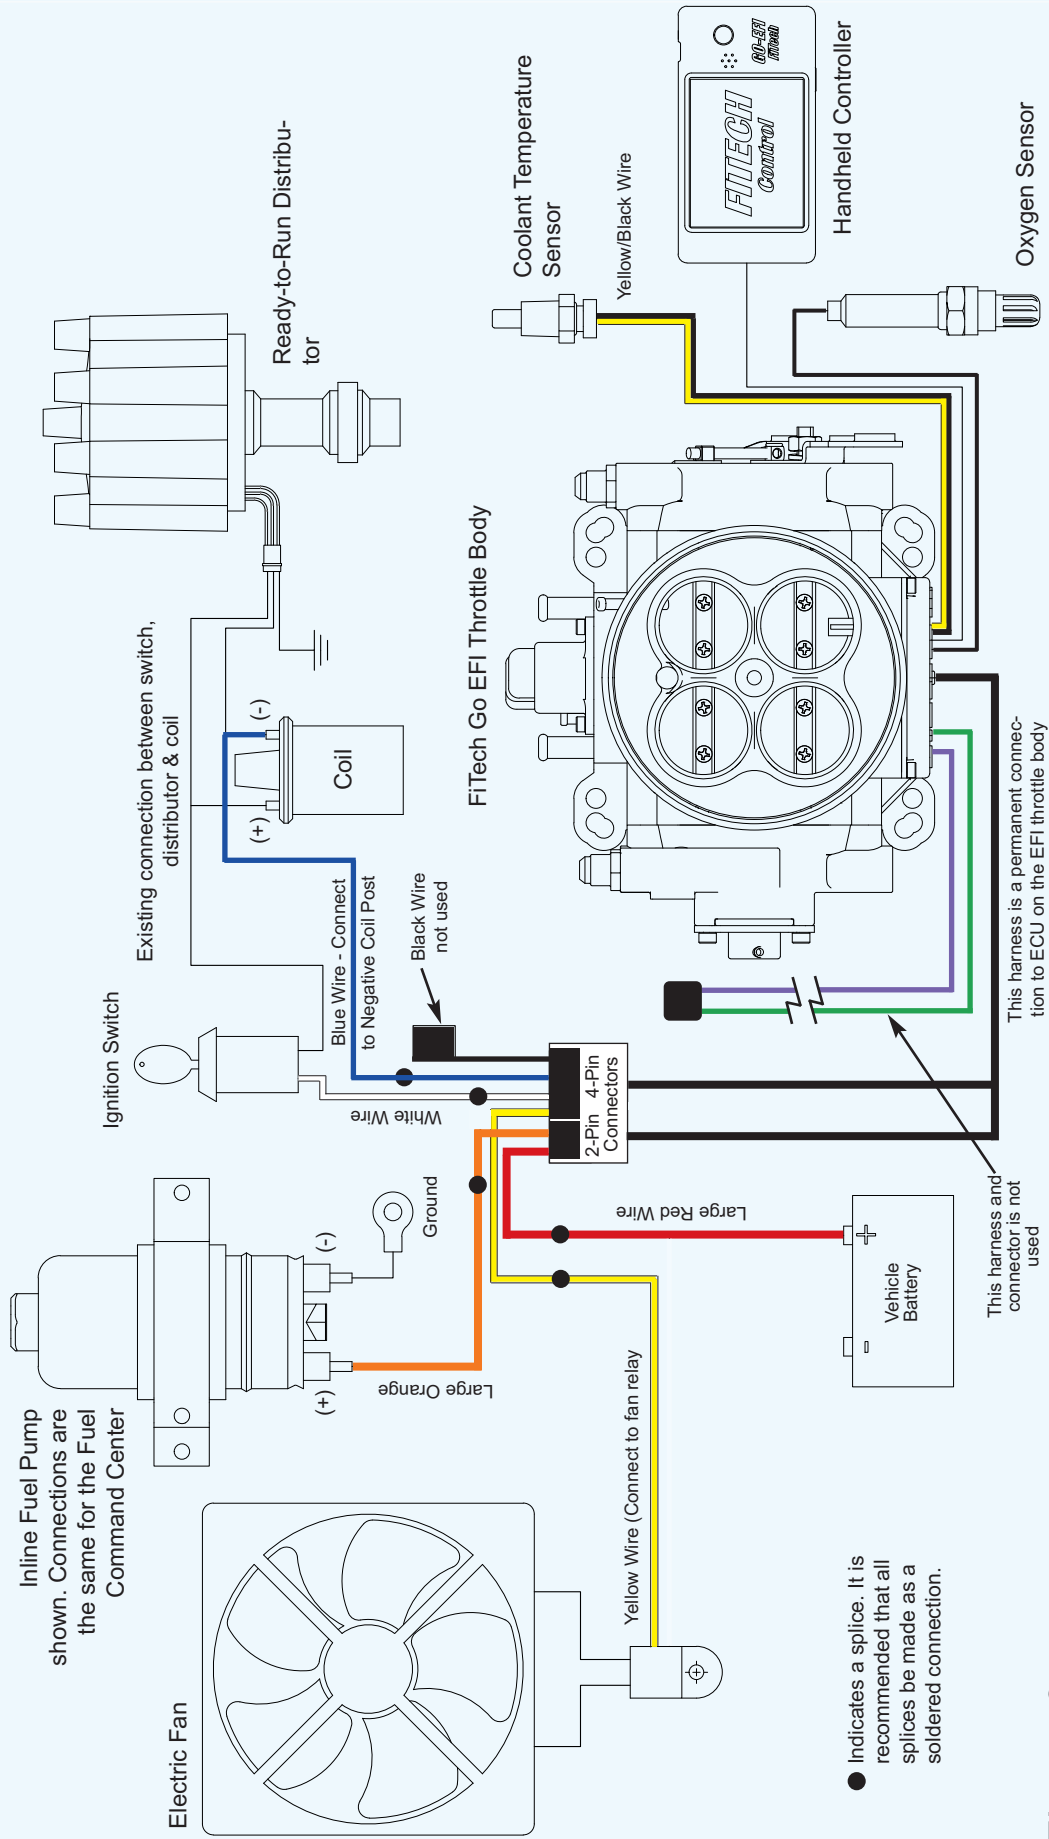 Inline Fuel Pump
shown. Connections are
the same for the Fuel
Command Center
Ignition Switch
Existing connection between switch,
distributor & coil
Ready-to-Run Distribu-
tor
(+)
(-)
Ground
Large Orange
White Wire
Blue Wire - Connect
to Negative Coil Post
(+)
(-)
Coil
Black Wire
not used
Electric Fan
Yellow Wire (Connect to fan relay
Large Red Wire
2-Pin 4-Pin
Connectors
FiTech Go EFI Throttle Body
Coolant Temperature
Sensor
Yellow/Black Wire
FITECH
Control
GO-EFI
FiTech
Handheld Controller
Oxygen Sensor
Vehicle
Battery
-
+
This harness and
connector is not
used
This harness is a permanent connec-
tion to ECU on the EFI throttle body
Indicates a splice. It is
recommended that all
splices be made as a
soldered connection.